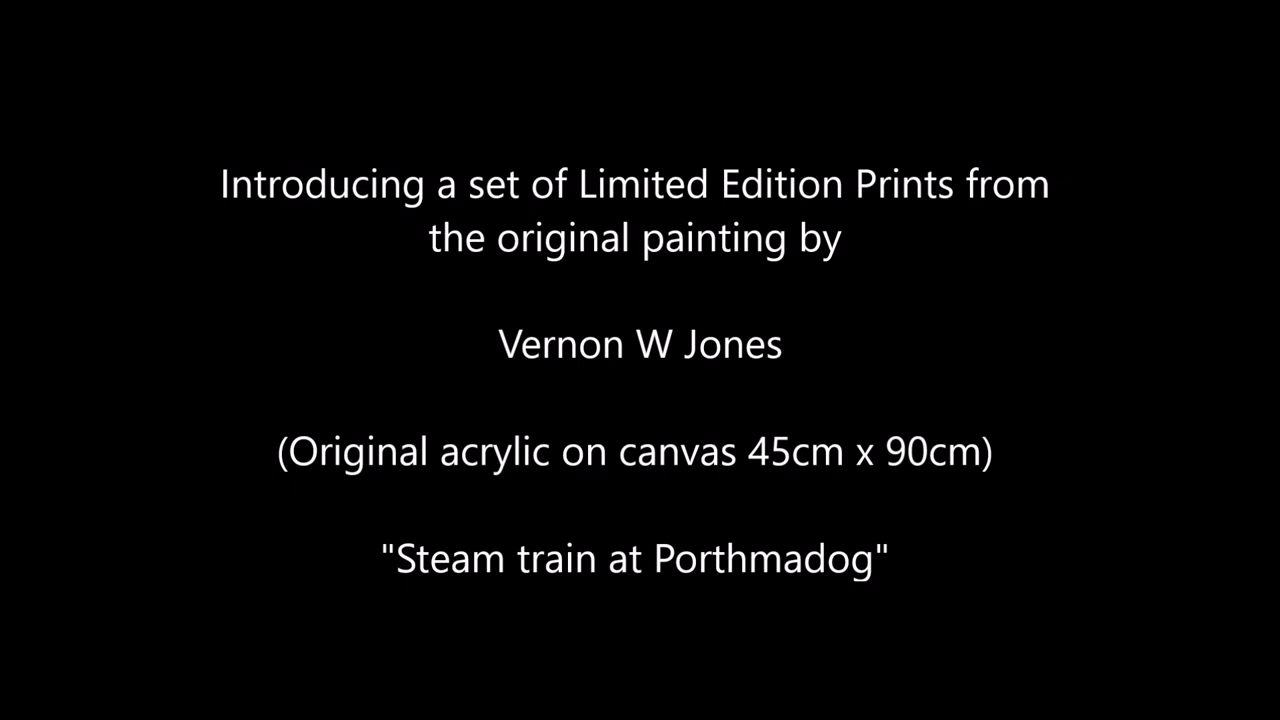 Introducing a set of Limited Edition Prints from
the original painting by
Vernon W Jones
(Original acrylic on canvas 45cm x 90cm)
"Steam train at Porthmadog"